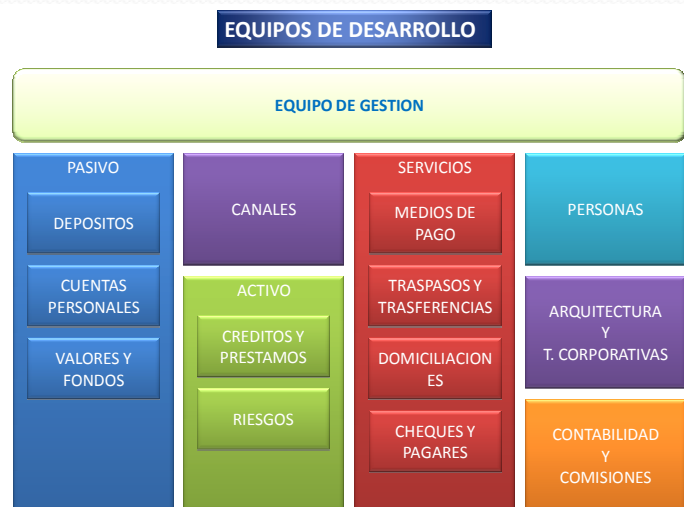 EQUIPOS DE DESARROLLO
EQUIPO DE GESTION
PASIVO
DEPOSITOS
CUENTAS
PERSONALES
VALORES Y
FONDOS
CANALES
ACTIVO
CREDITOS Y
PRESTAMOS
RIESGOS
SERVICIOS
MEDIOS DE
PAGO
TRASPASOS Y
TRASFERENCIAS
DOMICILIACION
ES
CHEQUES Y
PAGARES
PERSONAS
ARQUITECTURA
Y
T. CORPORATIVAS
CONTABILIDAD
Y
COMISIONES